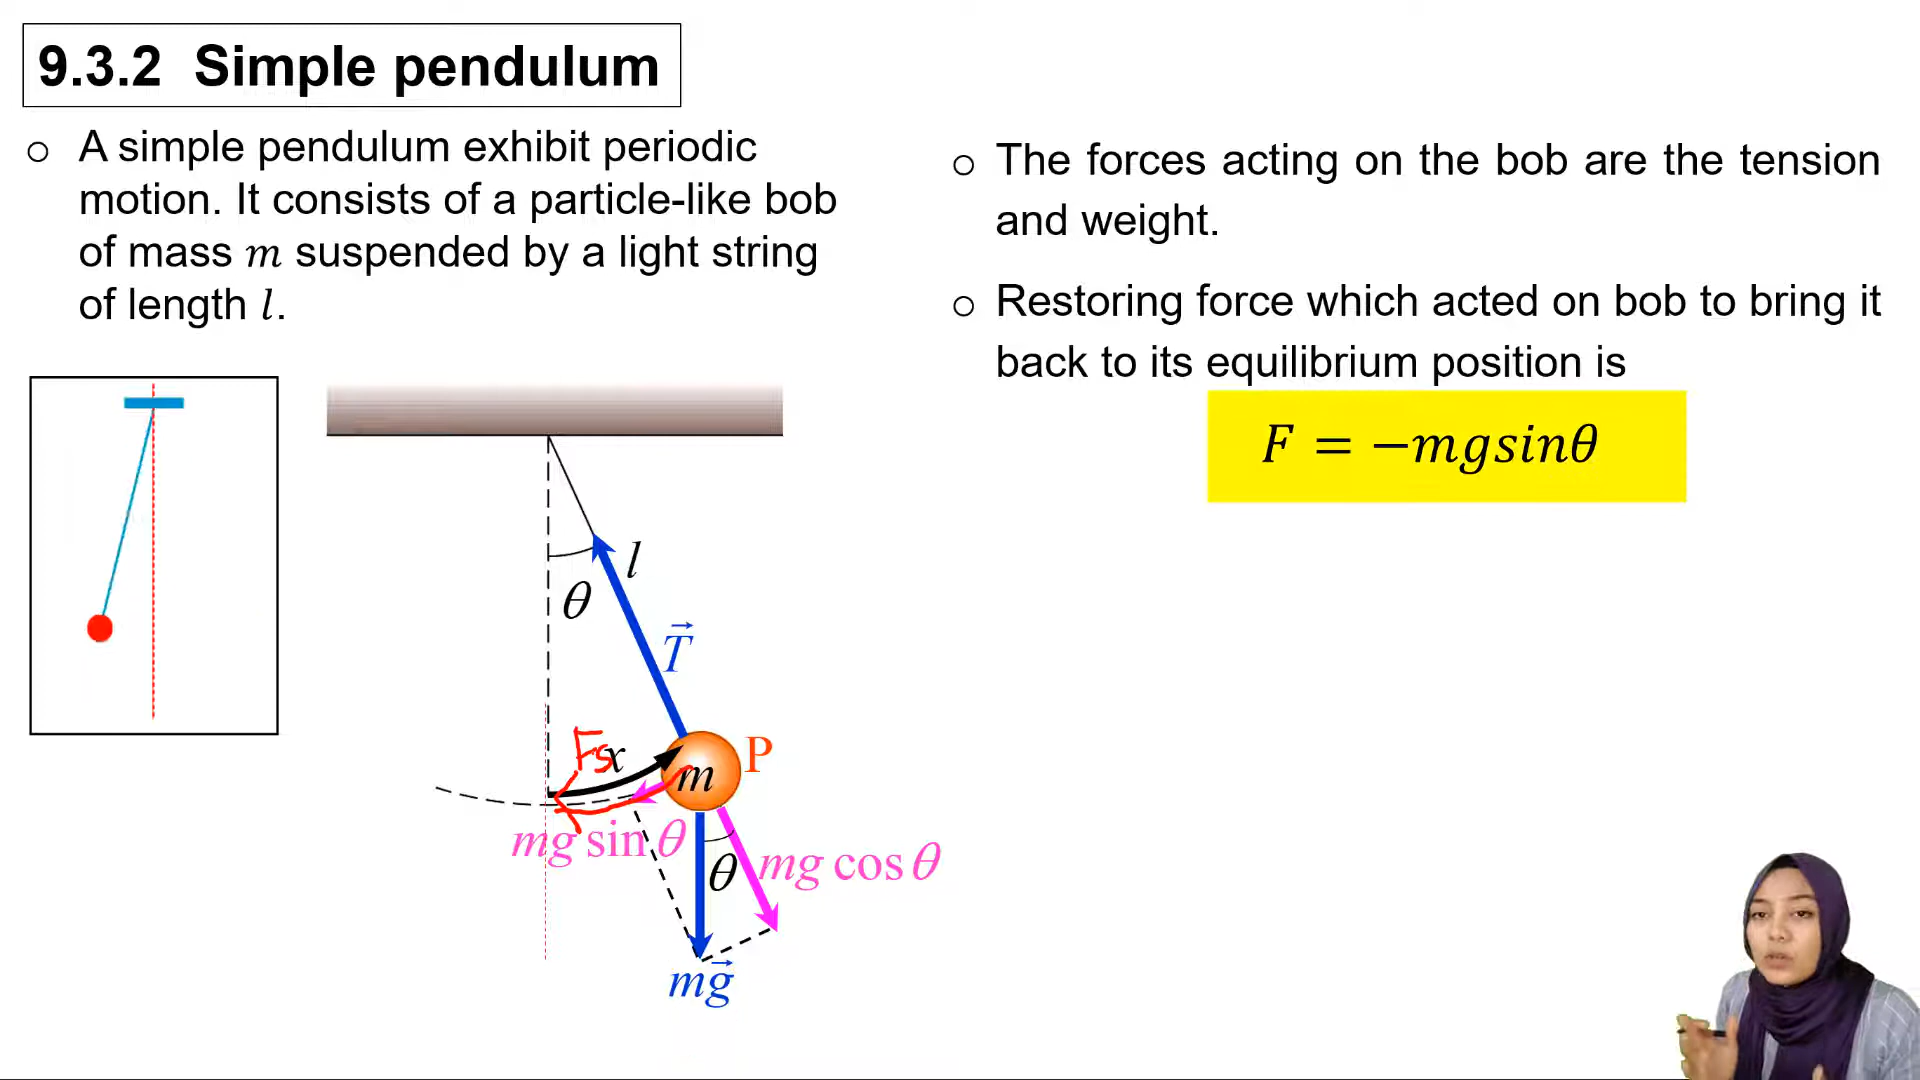 9.3.2 Simple pendulum
○ A simple pendulum exhibit periodic
motion. It consists of a particle-like bob
of mass 𝑚 suspended by a light string
of length 𝑙.
○ The forces acting on the bob are the tension
and weight.
○ Restoring force which acted on bob to bring it
back to its equilibrium position is
𝐹 = −𝑚𝑔𝑠𝑖𝑛𝜃
l
θ
T⃗
Fs
x
m
P
mg sin θ
θ
mg cos θ
mg⃗